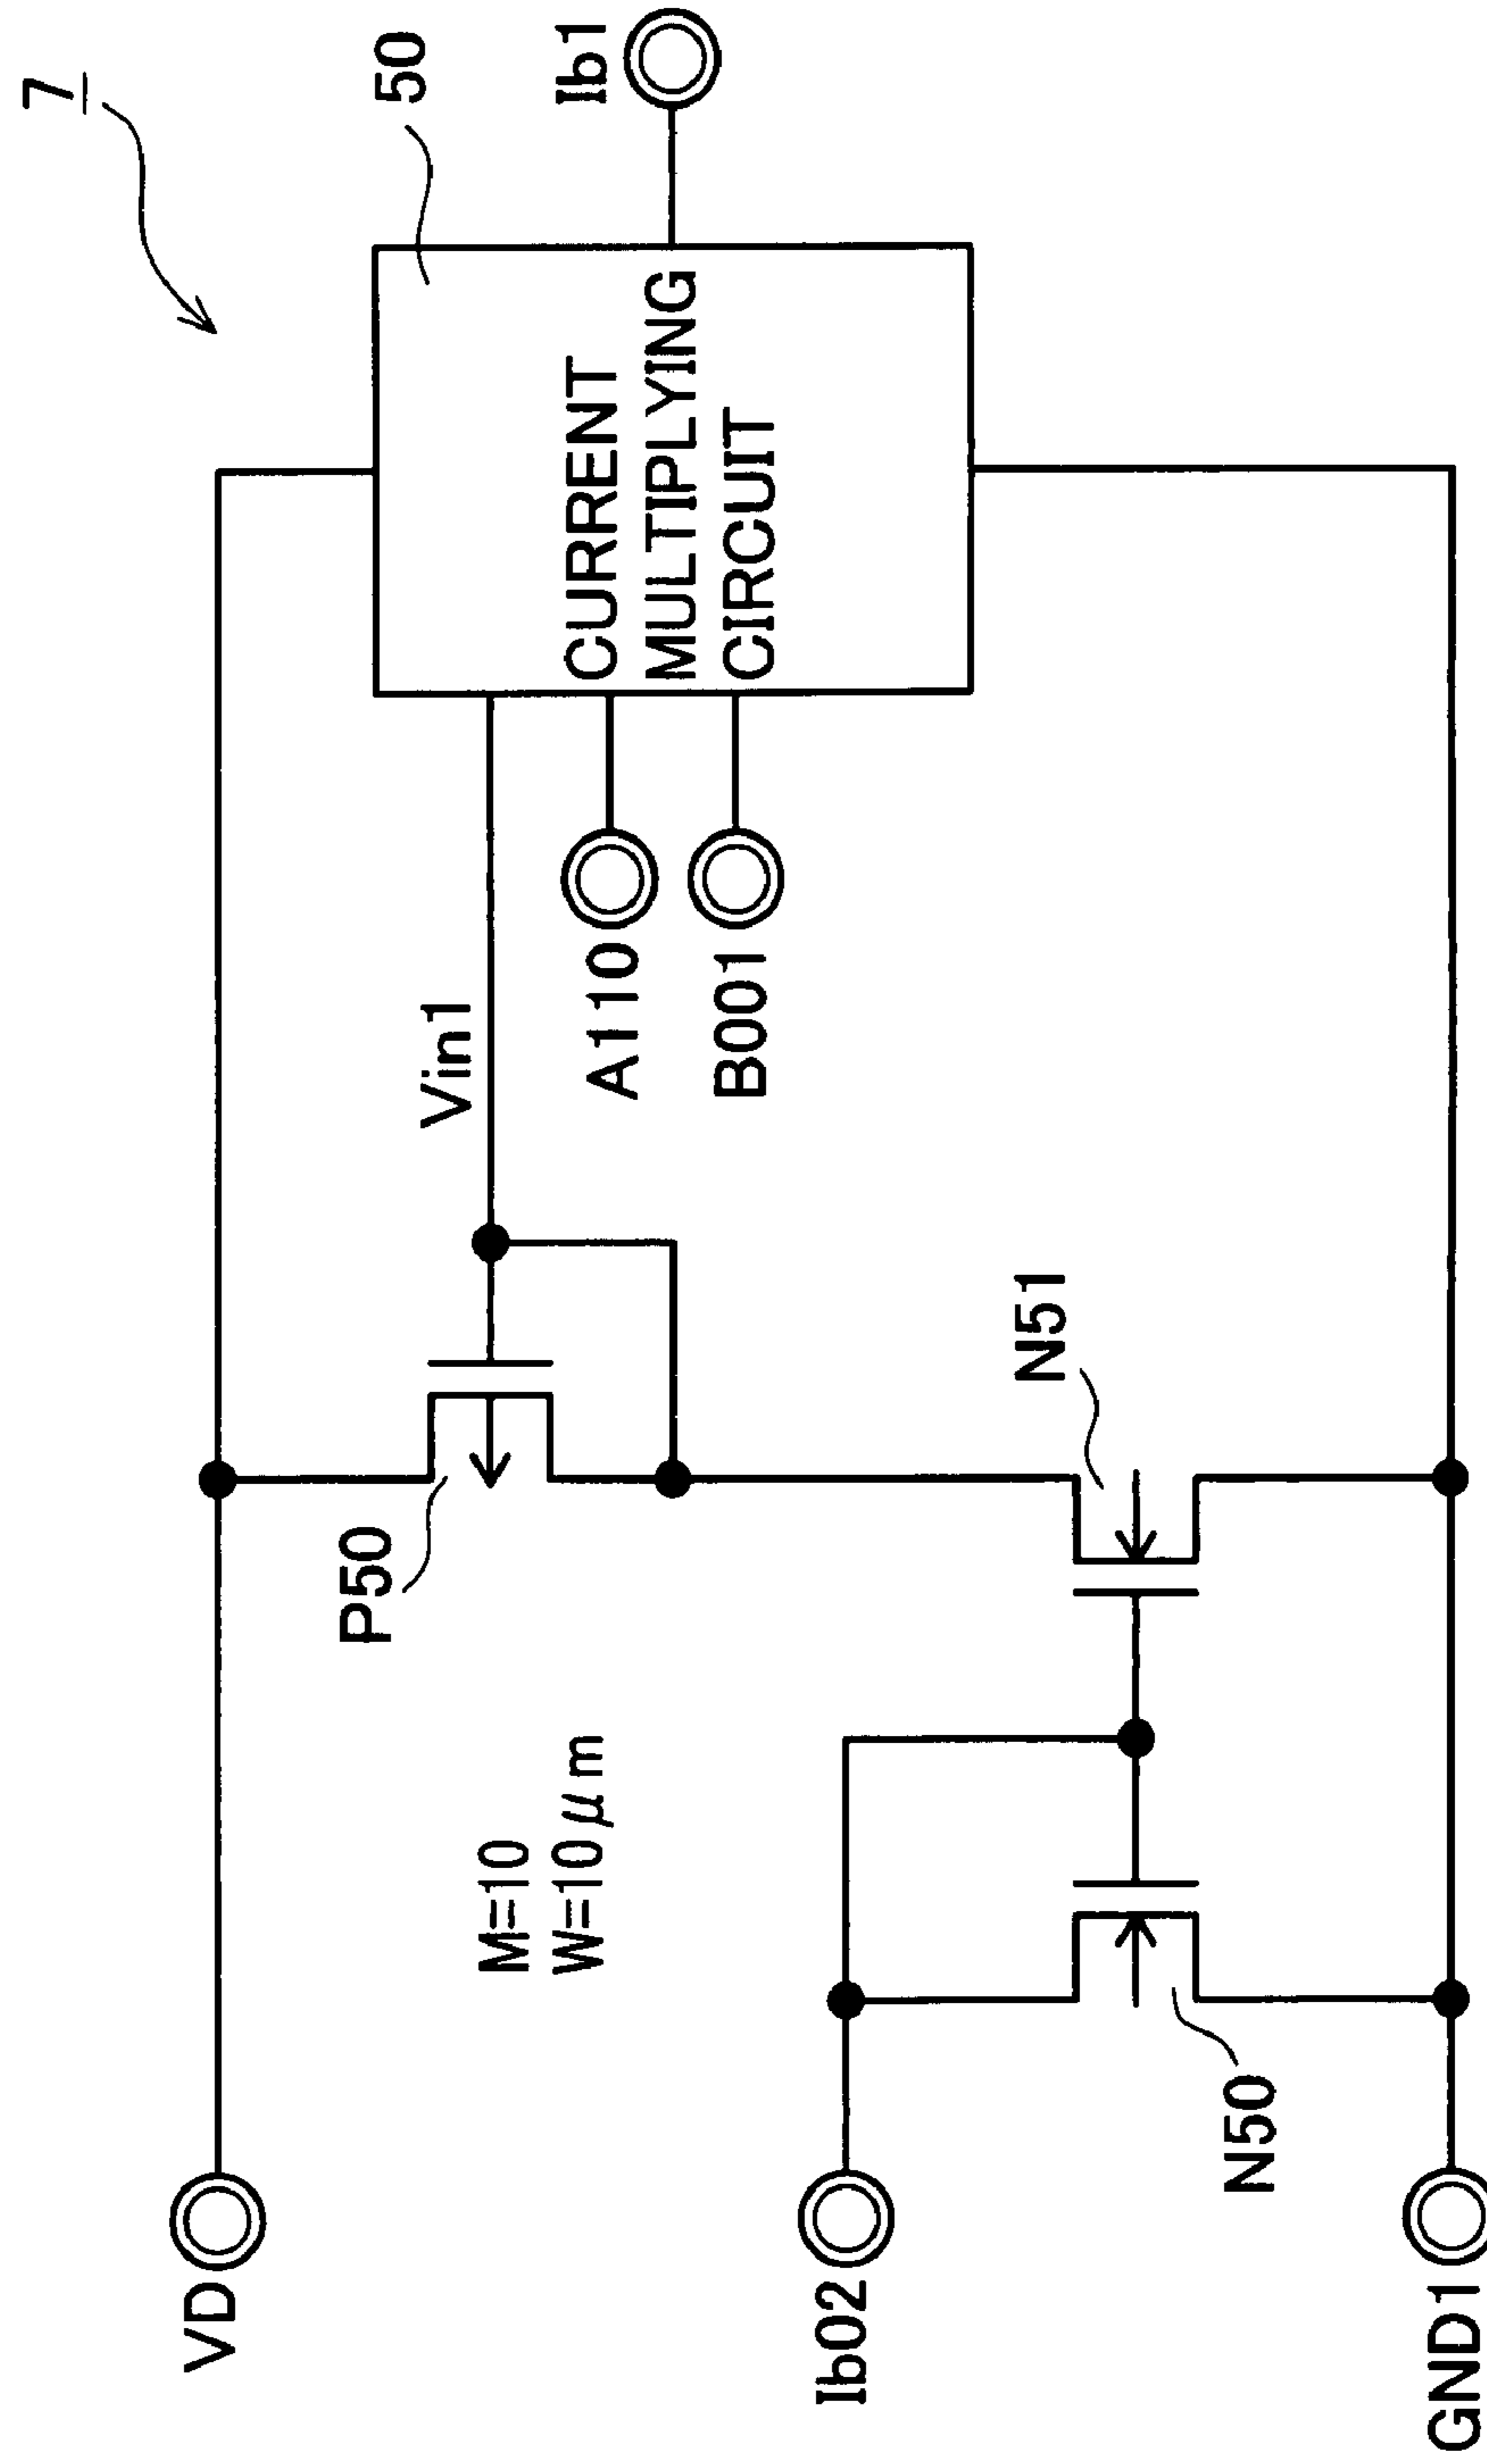 7
VD
P50
M=10
W=10μm
Vin1
50
CURRENT
MULTIPLYING
CIRCUIT
Ib1
A110
B001
Ib02
N51
N50
GND1